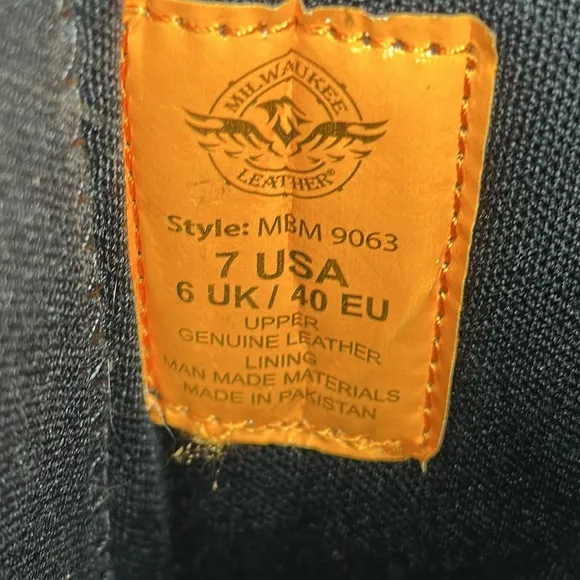 MILWAUKEE
LEATHER®
Style: MBM 9063
7 USA
6 UK / 40 EU
UPPER
GENUINE LEATHER
LINING
MAN MADE MATERIALS
MADE IN PAKISTAN